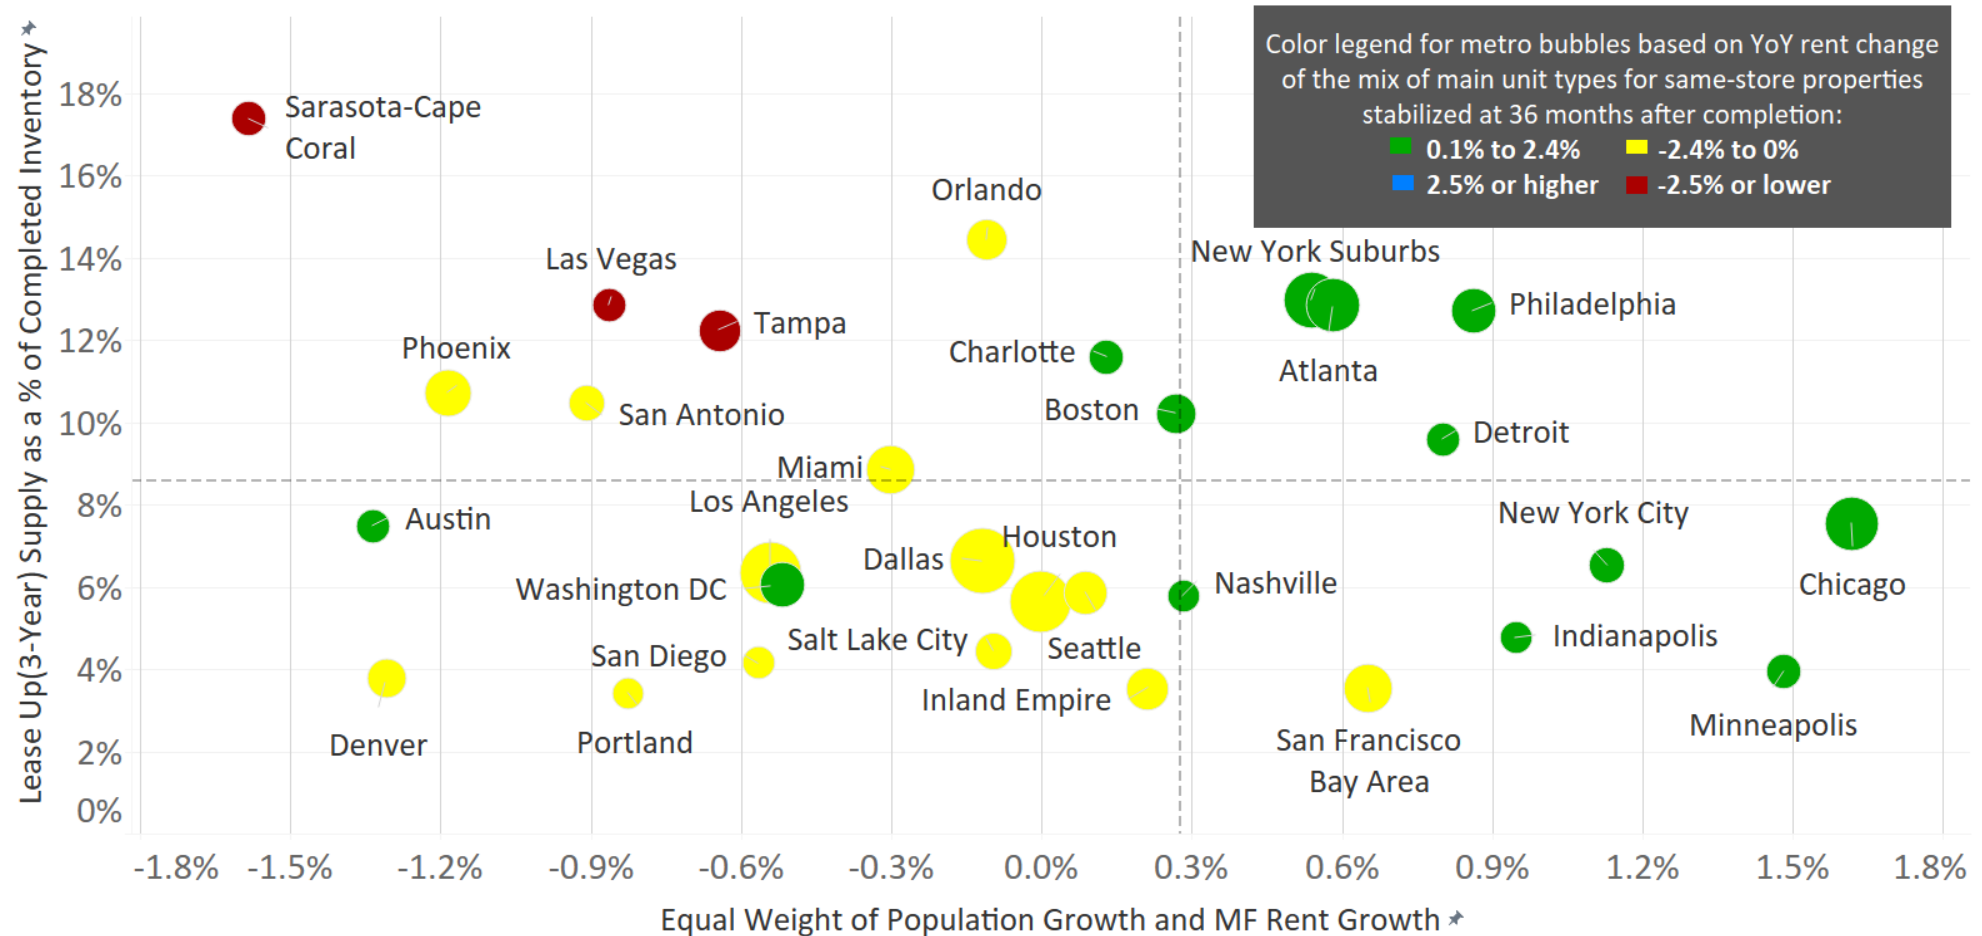 Lease Up(3-Year) Supply as a % of Completed Inventory
18%
16%
14%
12%
10%
8%
6%
4%
2%
0%
Color legend for metro bubbles based on YoY rent change
of the mix of main unit types for same-store properties
stabilized at 36 months after completion:
0.1% to 2.4%
-2.4% to 0%
2.5% or higher
-2.5% or lower
Sarasota-Cape
Coral
Orlando
Las Vegas
New York Suburbs
Tampa
Philadelphia
Phoenix
Charlotte
Atlanta
San Antonio
Boston
Detroit
Miami
Los Angeles
Austin
New York City
Houston
Dallas
Washington DC
Nashville
Chicago
San Diego
Salt Lake City
Seattle
Indianapolis
Inland Empire
Denver
Portland
San Francisco
Bay Area
Minneapolis
-1.8%
-1.5%
-1.2%
-0.9%
-0.6%
-0.3%
0.0%
0.3%
0.6%
0.9%
1.2%
1.5%
1.8%
Equal Weight of Population Growth and MF Rent Growth